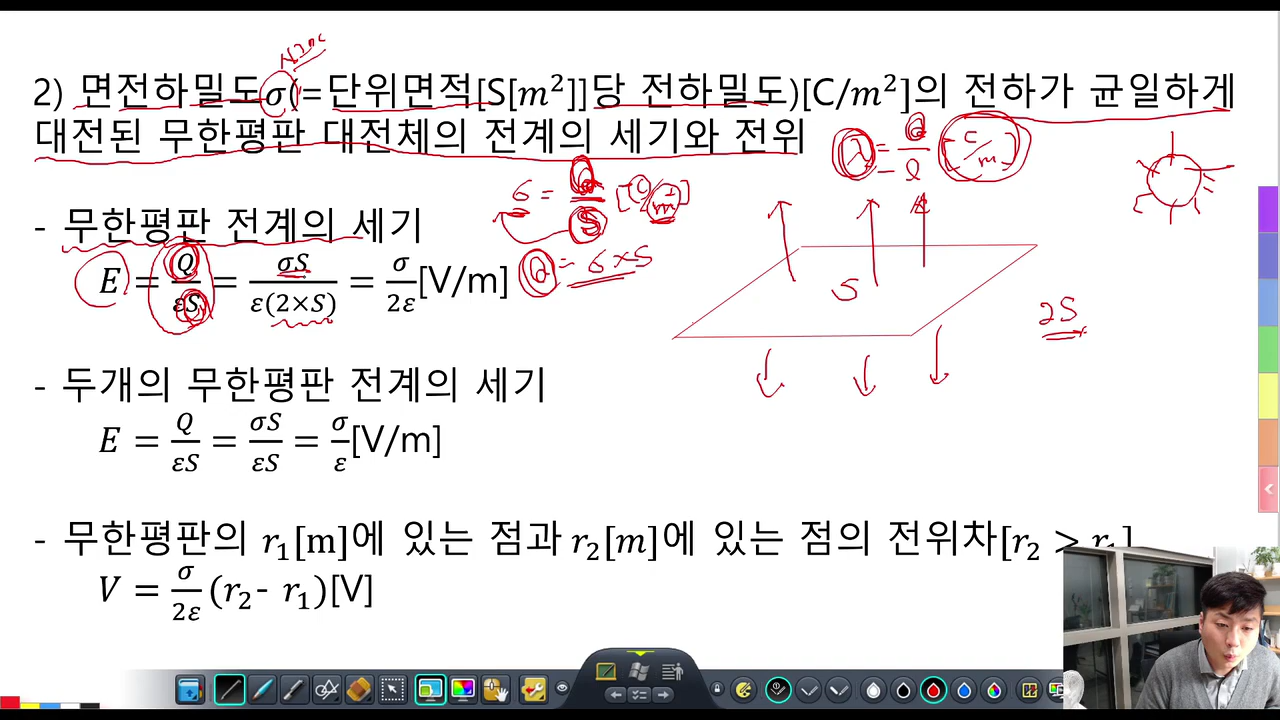 2) 면전하밀도σ(=단위면적[S[m²]]당 전하밀도)[C/m²]의 전하가 균일하게
대전된 무한평판 대전체의 전계의 세기와 전위
λ = Q/l [C/m]
σ = Q/S [C/m²]
- 무한평판 전계의 세기
Q = σ×S
E = Q/εS = σS/ε(2×S) = σ/2ε [V/m]
S
2S
- 두개의 무한평판 전계의 세기
E = Q/εS = σS/εS = σ/ε [V/m]
- 무한평판의 r₁[m]에 있는 점과 r₂[m]에 있는 점의 전위차[r₂ > r₁]
V = σ/2ε (r₂- r₁)[V]